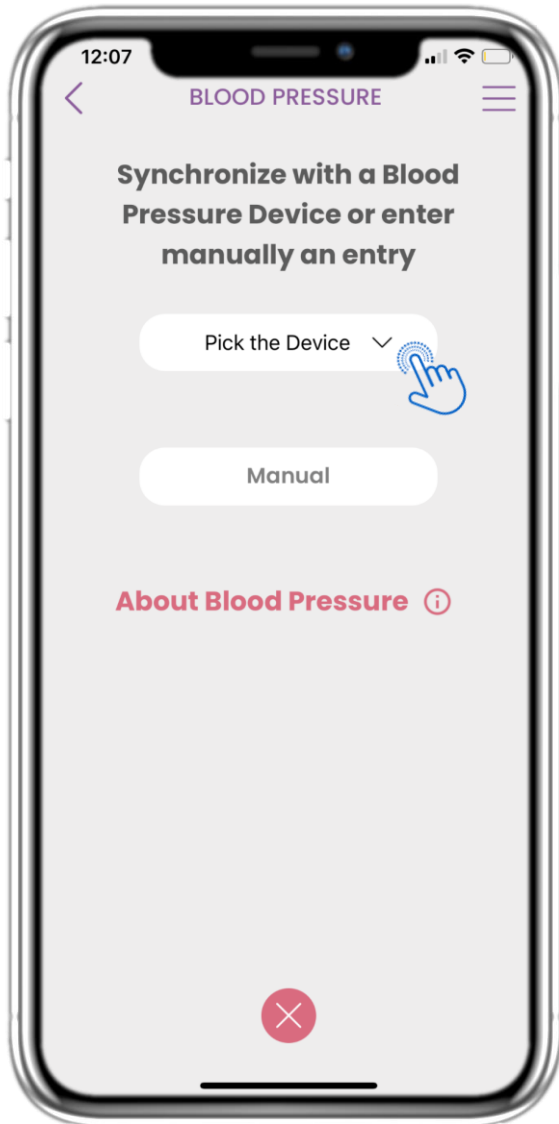 12:07
BLOOD PRESSURE
Synchronize with a Blood
Pressure Device or enter
manually an entry
Pick the Device
Manual
About Blood Pressure